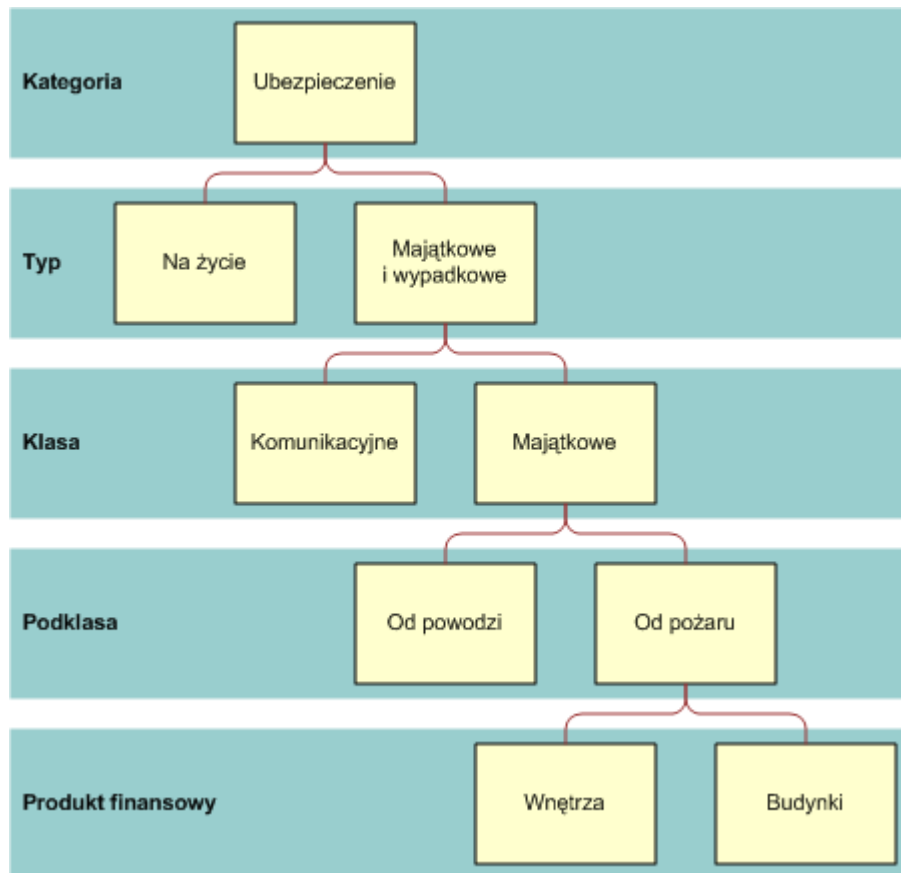 Kategoria
Ubezpieczenie
Typ
Na życie
Majątkowe
i wypadkowe
Klasa
Komunikacyjne
Majątkowe
Podklasa
Od powodzi
Od pożaru
Produkt finansowy
Wnętrza
Budynki